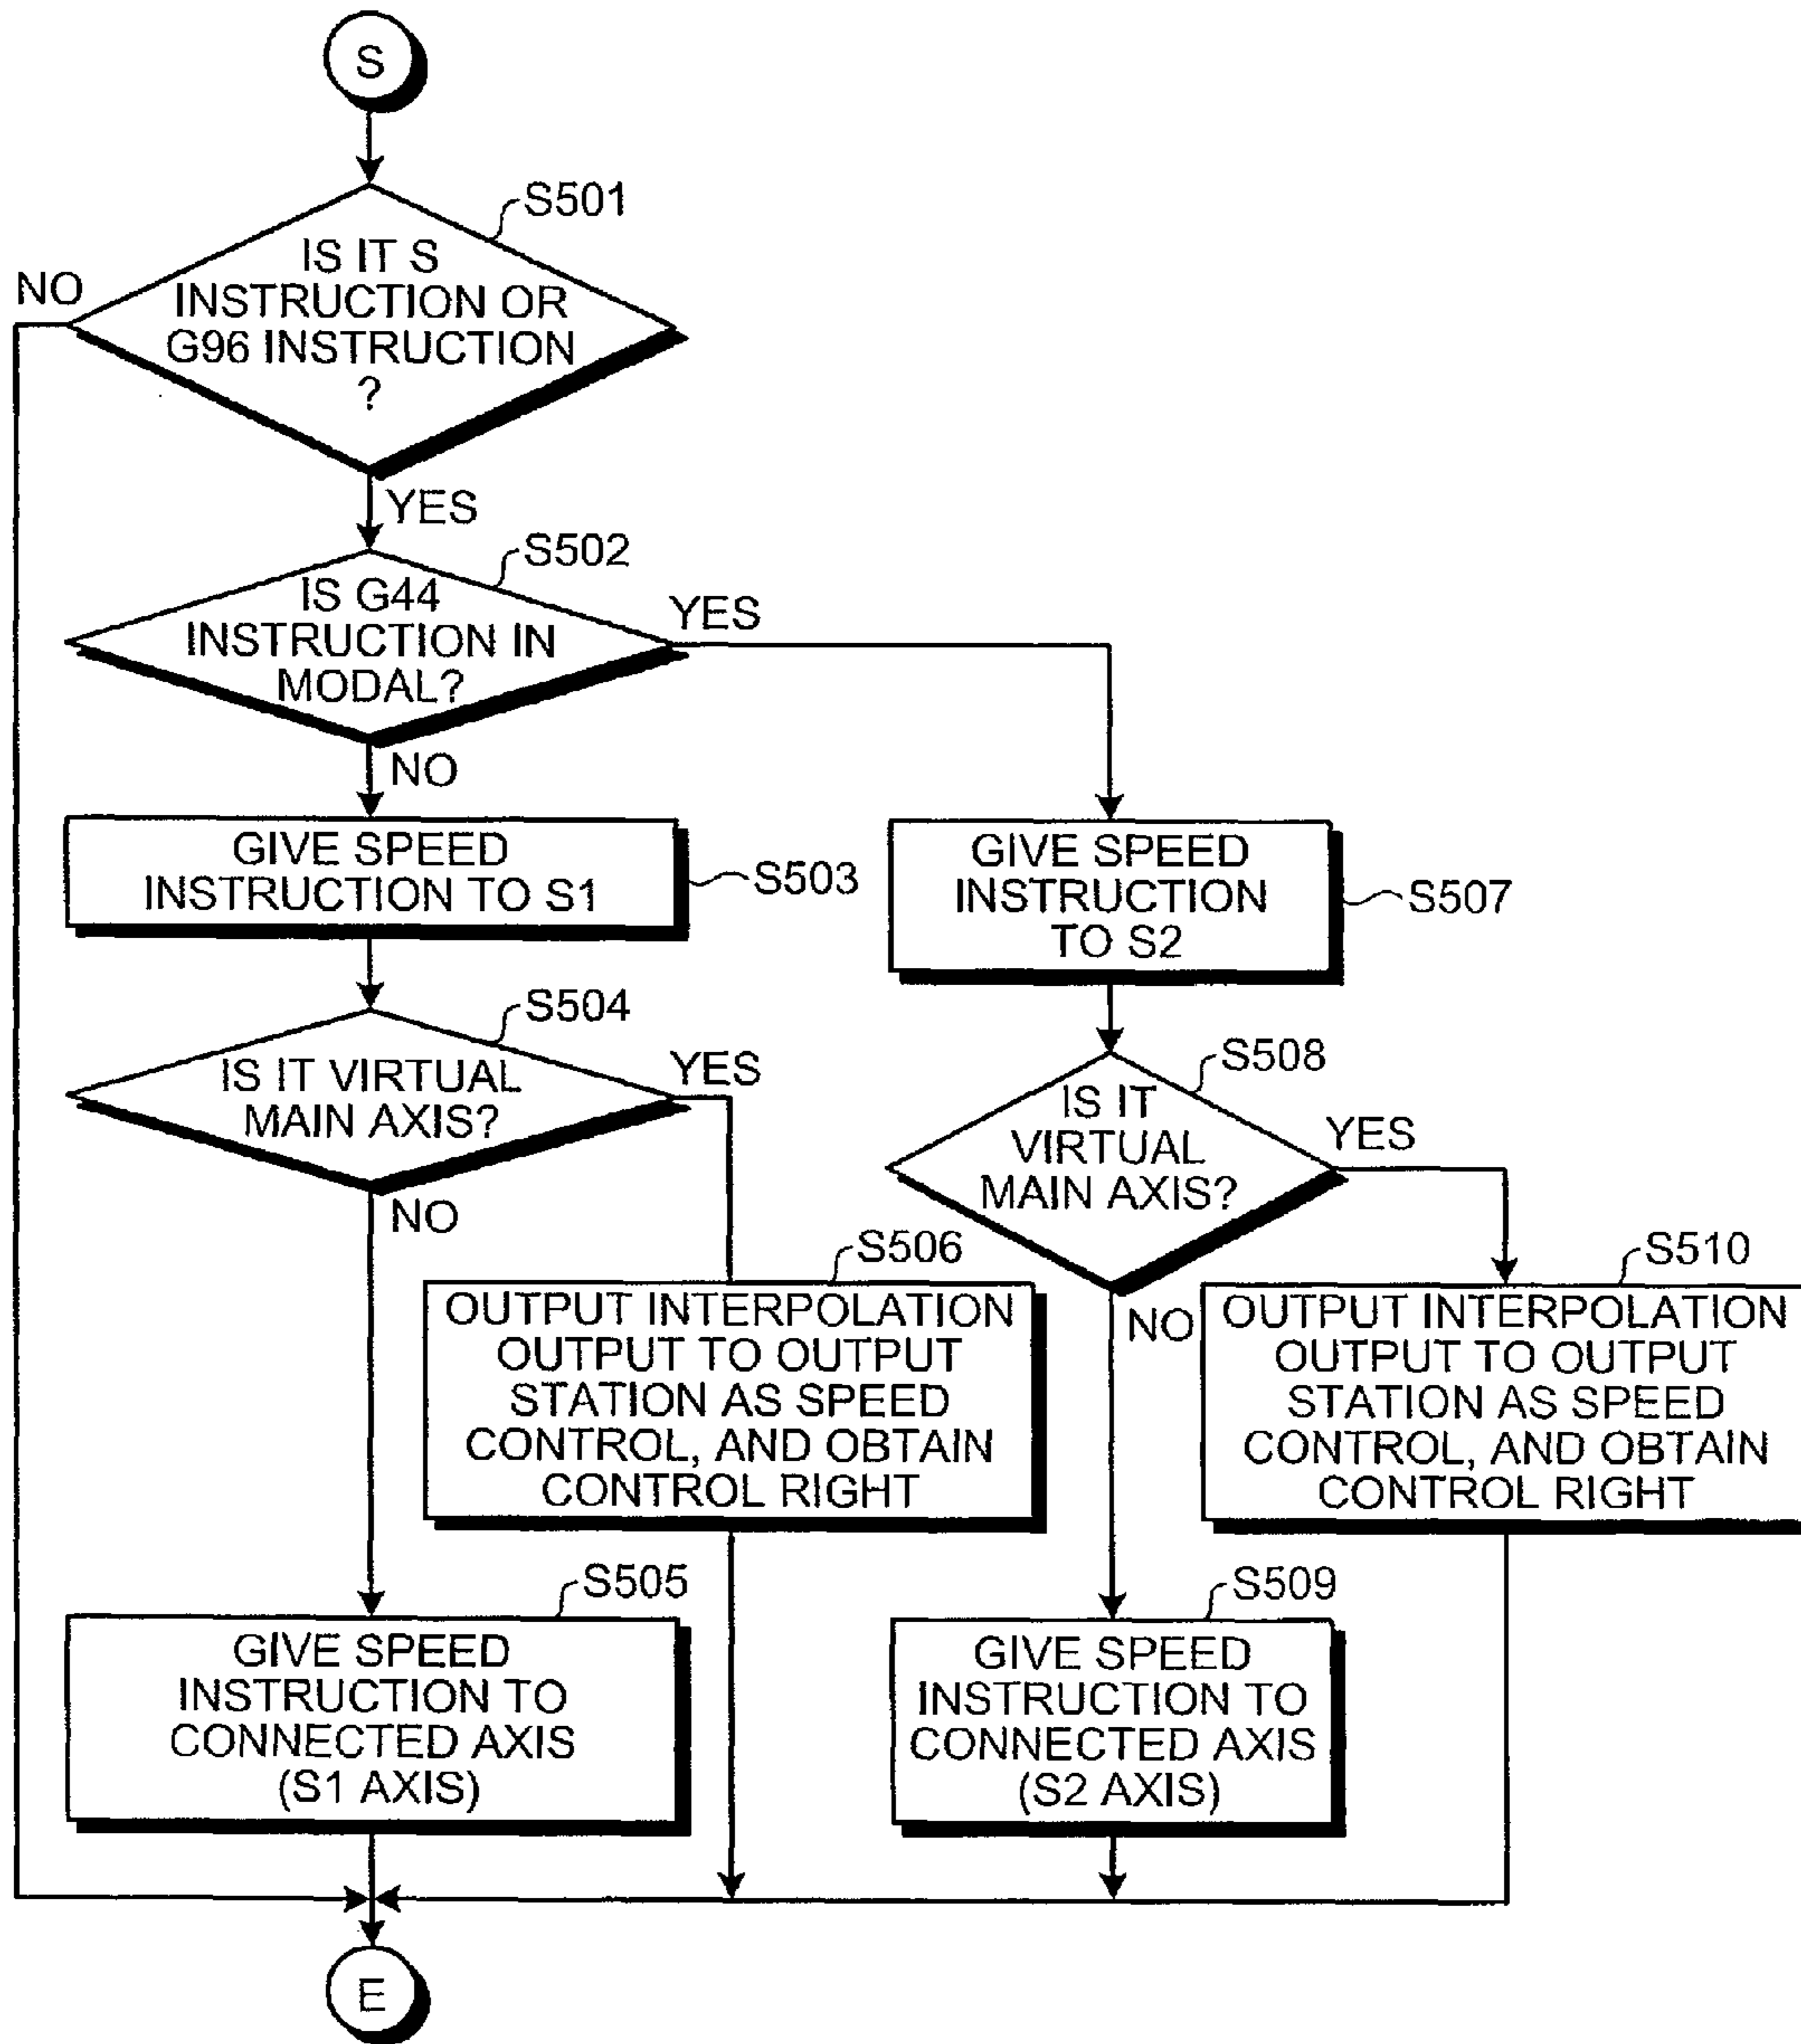 S
S501
IS IT S
INSTRUCTION OR
G96 INSTRUCTION
?
NO
YES
S502
IS G44
INSTRUCTION IN
MODAL?
YES
NO
GIVE SPEED
INSTRUCTION TO S1
S503
GIVE SPEED
INSTRUCTION
TO S2
S507
S504
IS IT VIRTUAL
MAIN AXIS?
YES
NO
S508
IS IT
VIRTUAL
MAIN AXIS?
YES
NO
S506
OUTPUT INTERPOLATION
OUTPUT TO OUTPUT
STATION AS SPEED
CONTROL, AND OBTAIN
CONTROL RIGHT
S510
OUTPUT INTERPOLATION
OUTPUT TO OUTPUT
STATION AS SPEED
CONTROL, AND OBTAIN
CONTROL RIGHT
S505
GIVE SPEED
INSTRUCTION TO
CONNECTED AXIS
(S1 AXIS)
S509
GIVE SPEED
INSTRUCTION TO
CONNECTED AXIS
(S2 AXIS)
E